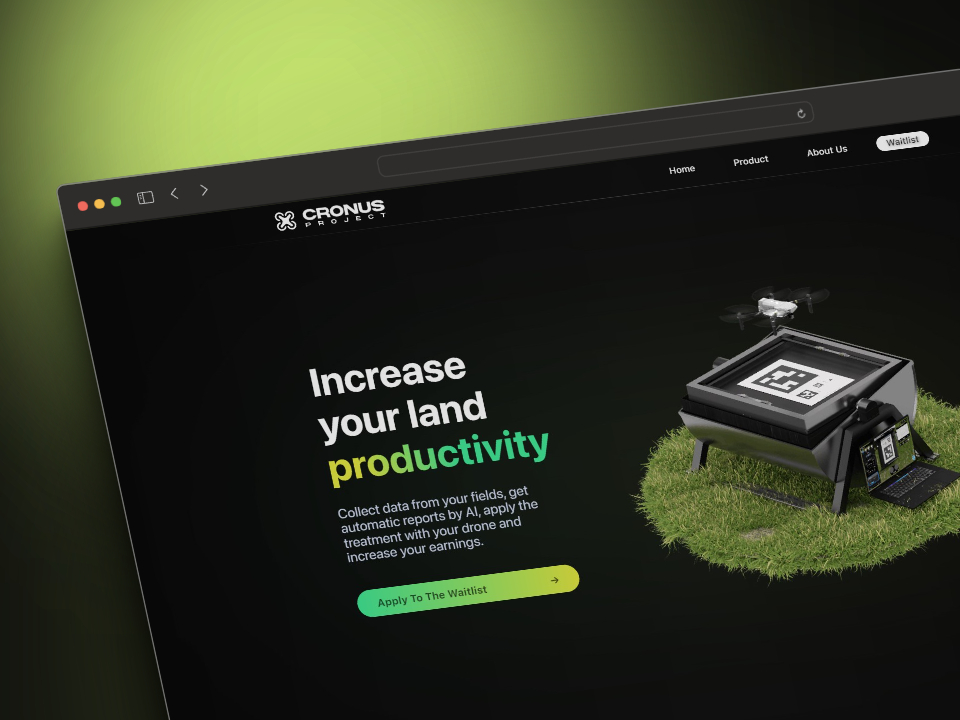 Home
Product
About Us
Waitlist
CRONUS
PROJECT
Increase
your land
productivity
Collect data from your fields, get
automatic reports by AI, apply the
treatment with your drone and
increase your earnings.
Apply To The Waitlist →